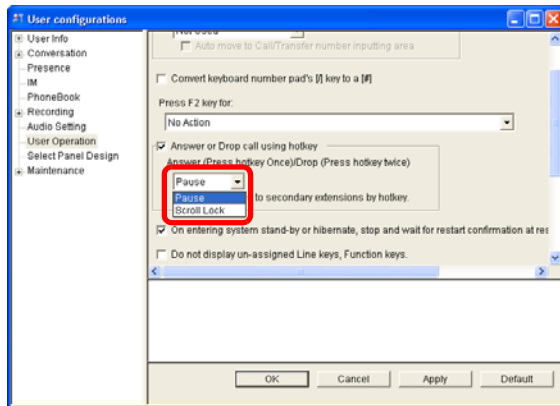 User configurations
User Info
Conversation
Presence
IM
PhoneBook
Recording
Audio Setting
User Operation
Select Panel Design
Maintenance
Not Used
Auto move to Call/Transfer number inputting area
Convert keyboard number pad's [/] key to a [#]
Press F2 key for:
No Action
Answer or Drop call using hotkey
Answer (Press hotkey Once)/Drop (Press hotkey twice)
Pause
Pause
Scroll Lock
to secondary extensions by hotkey.
On entering system stand-by or hibernate, stop and wait for restart confirmation at res
Do not display un-assigned Line keys, Function keys.
OK Cancel Apply Default